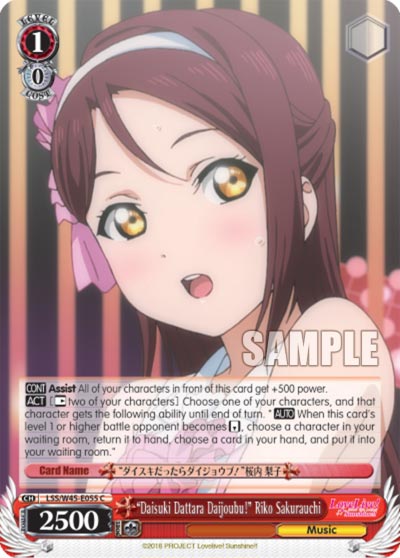 LEVEL
1
0
COST
SAMPLE
CONT Assist All of your characters in front of this card get +500 power.
ACT [ two of your characters] Choose one of your characters, and that
character gets the following ability until end of turn. "AUTO When this card's
level 1 or higher battle opponent becomes [ ], choose a character in your
waiting room, return it to hand, choose a card in your hand, and put it into
your waiting room."
Card Name "ダイスキだったらダイジョウブ!"桜内 梨子
CH LSS/W45-E055 C
2500
"Daisuki Dattara Daijoubu!" Riko Sakurauchi
LoveLive!
Sunshine!!
Music
©2016 PROJECT Lovelive! Sunshine!!